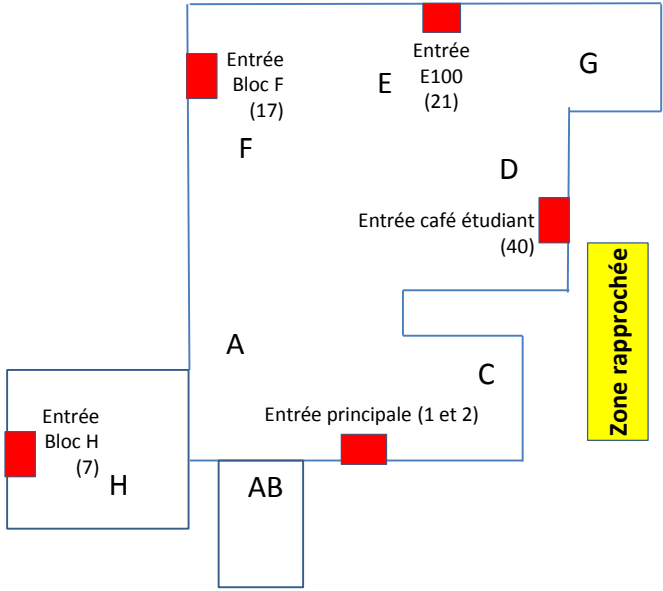 Entrée
Bloc F
(17)
Entrée
E100
(21)
G
E
F
D
Entrée café étudiant
(40)
Zone rapprochée
A
C
Entrée principale (1 et 2)
Entrée
Bloc H
(7)
H
AB